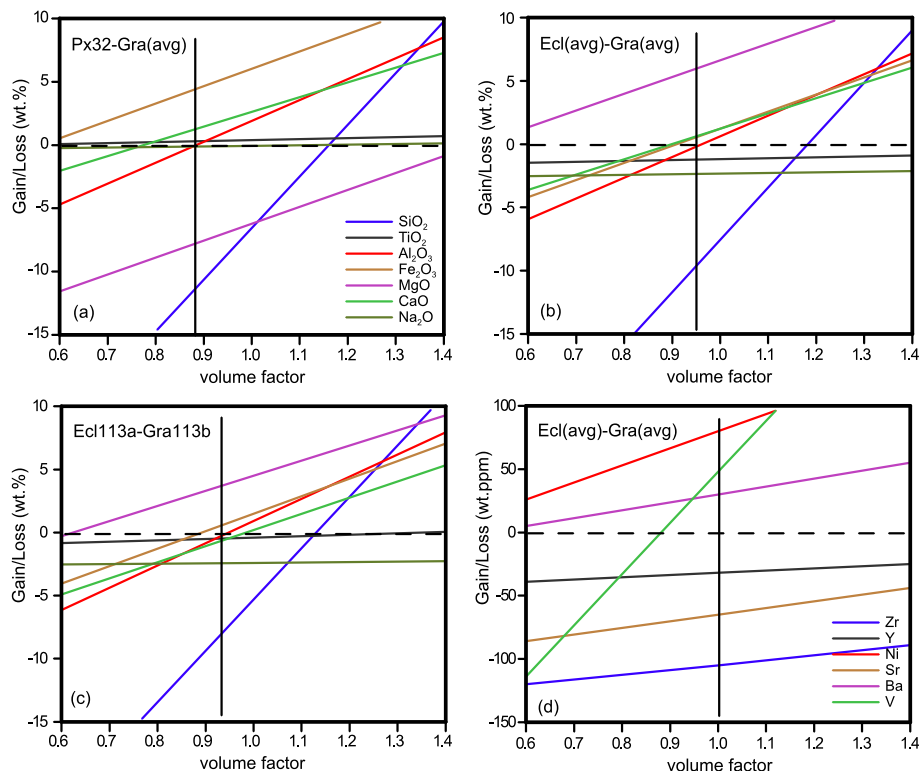 Px32-Gra(avg)
Gain/Loss (wt.%)
10
5
0
-5
-10
-15
SiO₂
TiO₂
Al₂O₃
Fe₂O₃
MgO
CaO
Na₂O
(a)
0.6 0.7 0.8 0.9 1.0 1.1 1.2 1.3 1.4
volume factor
Ecl(avg)-Gra(avg)
Gain/Loss (wt.%)
10
5
0
-5
-10
-15
(b)
0.6 0.7 0.8 0.9 1.0 1.1 1.2 1.3 1.4
volume factor
Ecl113a-Gra113b
Gain/Loss (wt.%)
10
5
0
-5
-10
-15
(c)
0.6 0.7 0.8 0.9 1.0 1.1 1.2 1.3 1.4
volume factor
Ecl(avg)-Gra(avg)
Gain/Loss (wt.ppm)
100
50
0
-50
-100
-150
Zr
Y
Ni
Sr
Ba
V
(d)
0.6 0.7 0.8 0.9 1.0 1.1 1.2 1.3 1.4
volume factor